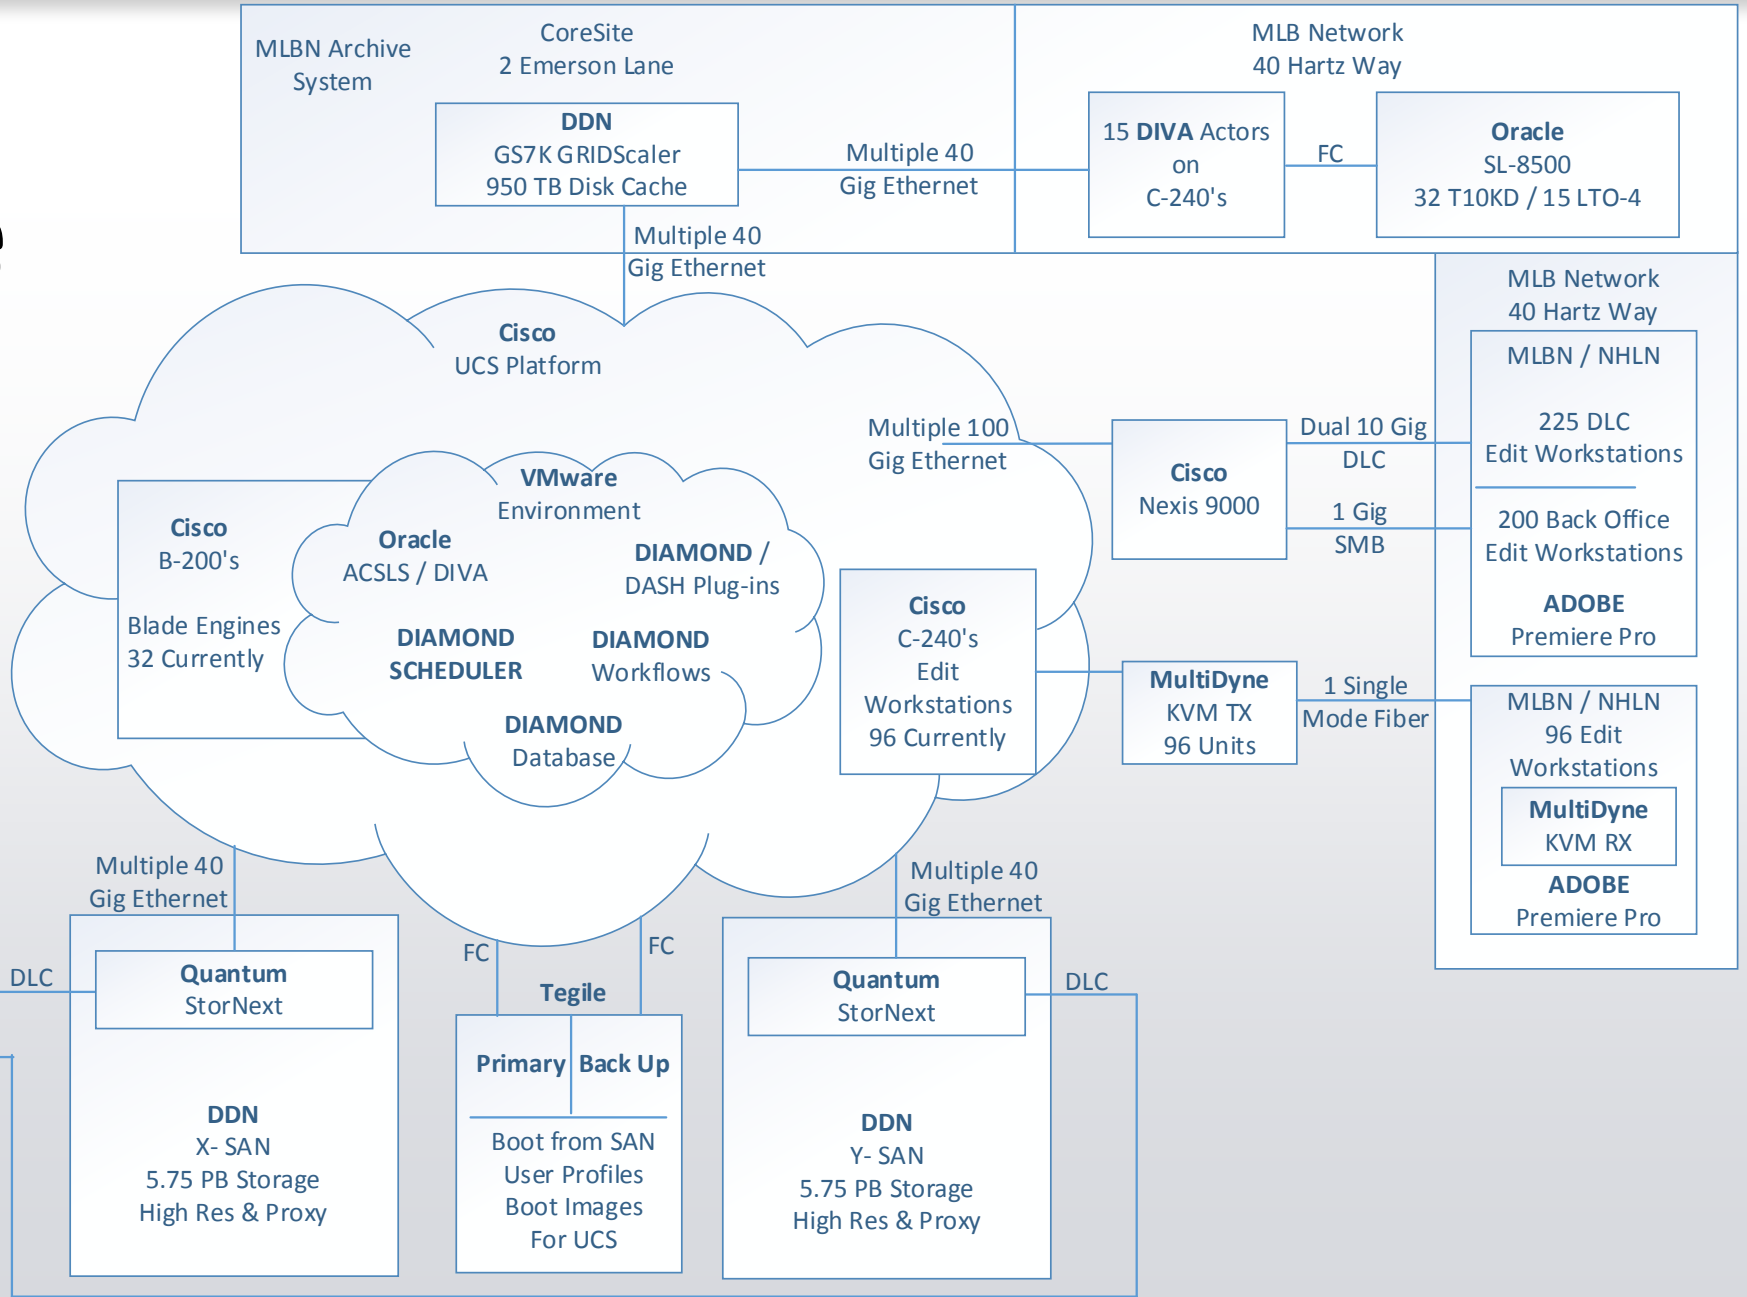 MLBN Archive
System
CoreSite
2 Emerson Lane
DDN
GS7K GRIDScaler
950 TB Disk Cache
Multiple 40
Gig Ethernet
MLB Network
40 Hartz Way
15 DIVA Actors
on
C-240's
FC
Oracle
SL-8500
32 T10KD / 15 LTO-4
Multiple 40
Gig Ethernet
Cisco
UCS Platform
Multiple 100
Gig Ethernet
Cisco
Nexis 9000
Dual 10 Gig
DLC
1 Gig
SMB
MLB Network
40 Hartz Way
MLBN / NHLN
225 DLC
Edit Workstations
200 Back Office
Edit Workstations
ADOBE
Premiere Pro
Cisco
B-200's
Blade Engines
32 Currently
VMware
Environment
Oracle
ACSLS / DIVA
DIAMOND /
DASH Plug-ins
DIAMOND
SCHEDULER
DIAMOND
Workflows
DIAMOND
Database
Cisco
C-240's
Edit
Workstations
96 Currently
MultiDyne
KVM TX
96 Units
1 Single
Mode Fiber
MLBN / NHLN
96 Edit
Workstations
MultiDyne
KVM RX
ADOBE
Premiere Pro
Multiple 40
Gig Ethernet
DLC
Quantum
StorNext
DDN
X- SAN
5.75 PB Storage
High Res & Proxy
FC
FC
Tegile
Primary
Back Up
Boot from SAN
User Profiles
Boot Images
For UCS
Multiple 40
Gig Ethernet
Quantum
StorNext
DLC
DDN
Y- SAN
5.75 PB Storage
High Res & Proxy